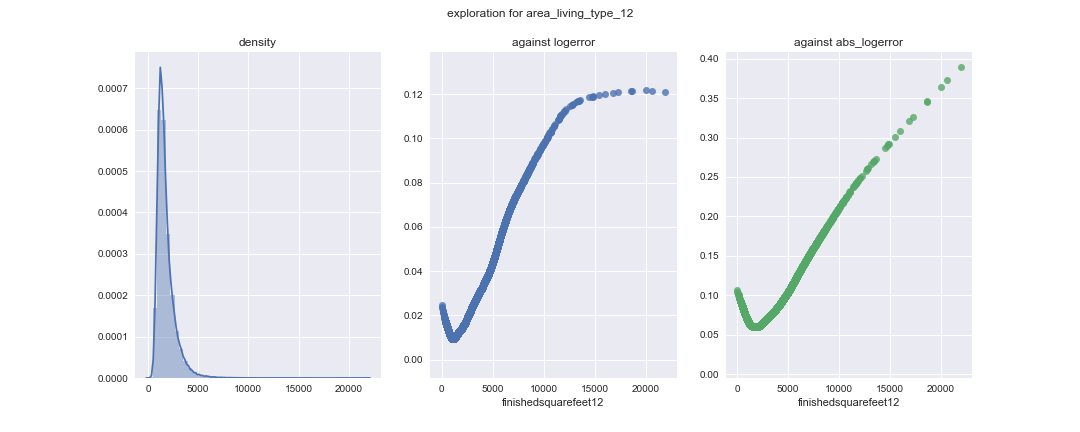 exploration for area_living_type_12
density
0.0007
0.0006
0.0005
0.0004
0.0003
0.0002
0.0001
0.0000
0 5000 10000 15000 20000
against logerror
0.12
0.10
0.08
0.06
0.04
0.02
0.00
0 5000 10000 15000 20000
finishedsquarefeet12
against abs_logerror
0.40
0.35
0.30
0.25
0.20
0.15
0.10
0.05
0.00
0 5000 10000 15000 20000
finishedsquarefeet12